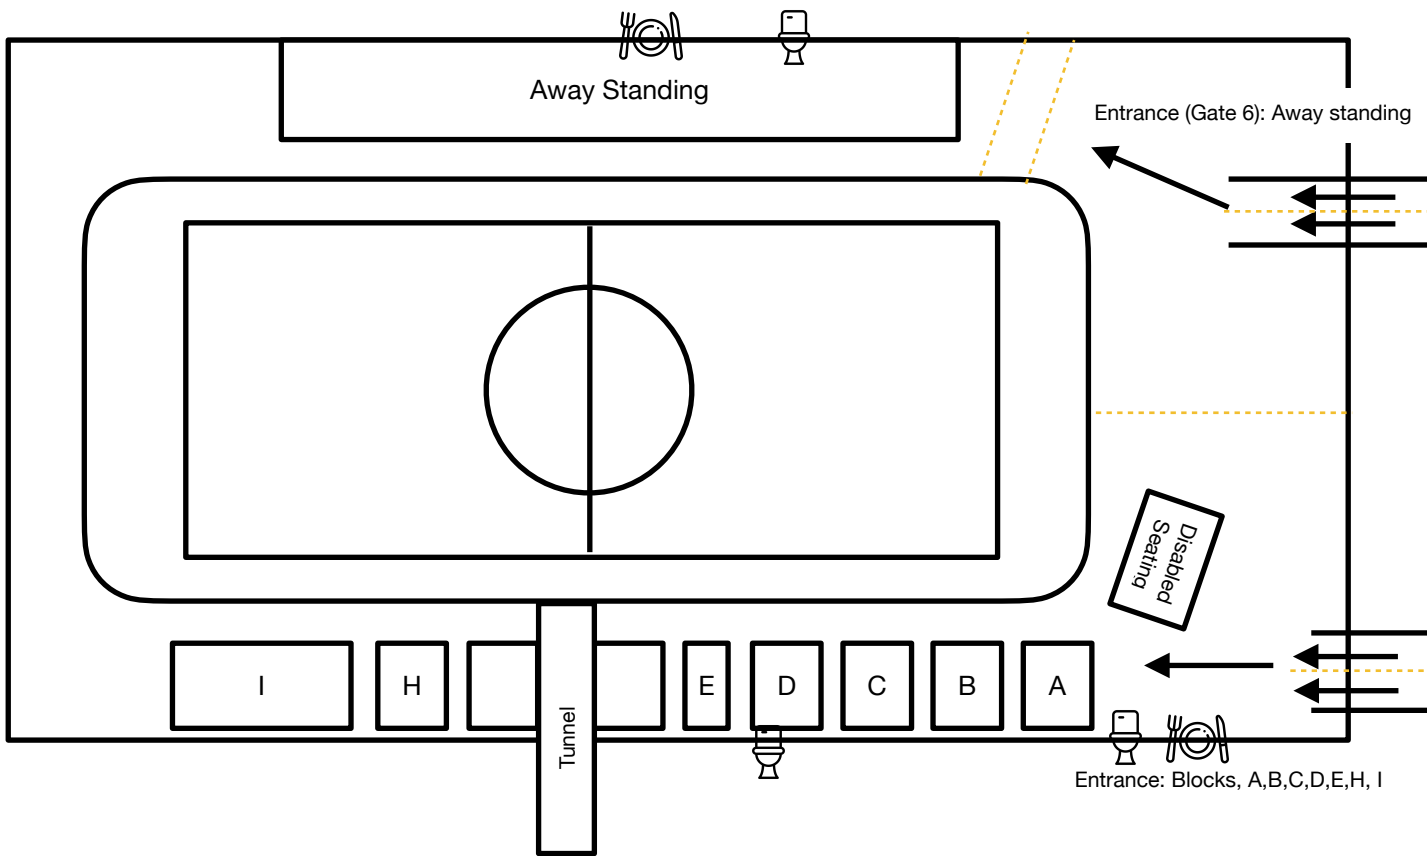 Away Standing
Entrance (Gate 6): Away standing
Disabled
Seating
I
H
E
D
C
B
A
Tunnel
Entrance: Blocks, A,B,C,D,E,H, I